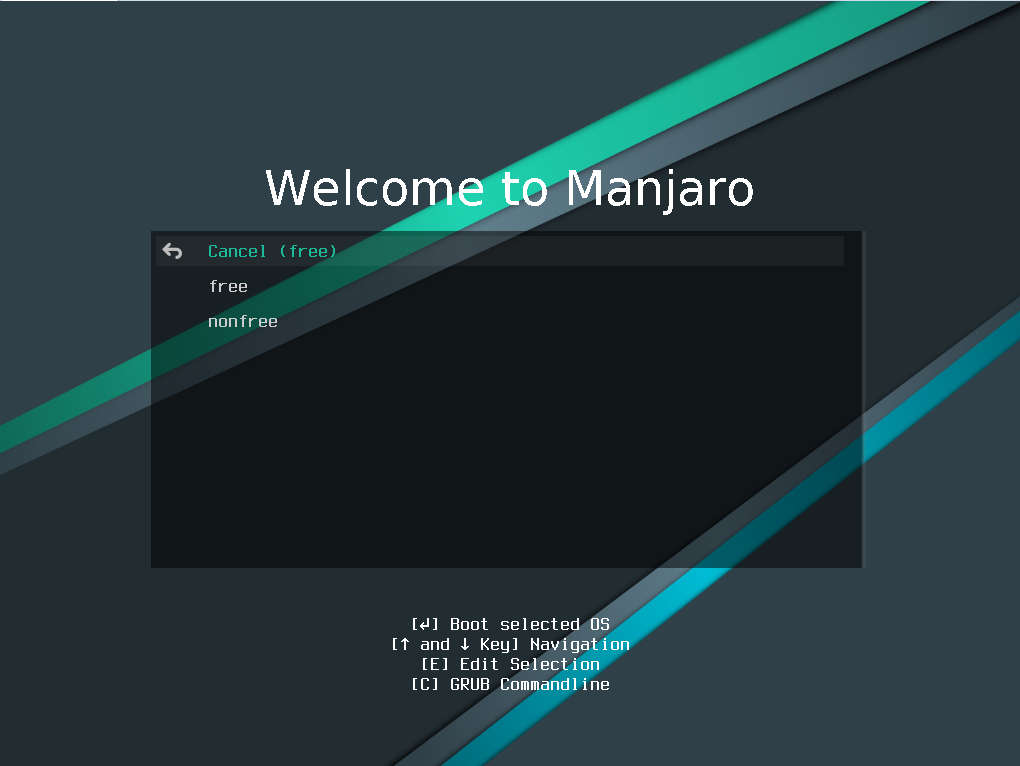 Welcome to Manjaro
Cancel (free)
free
nonfree
[↲] Boot selected OS
[↑ and ↓ Key] Navigation
[E] Edit Selection
[C] GRUB Commandline